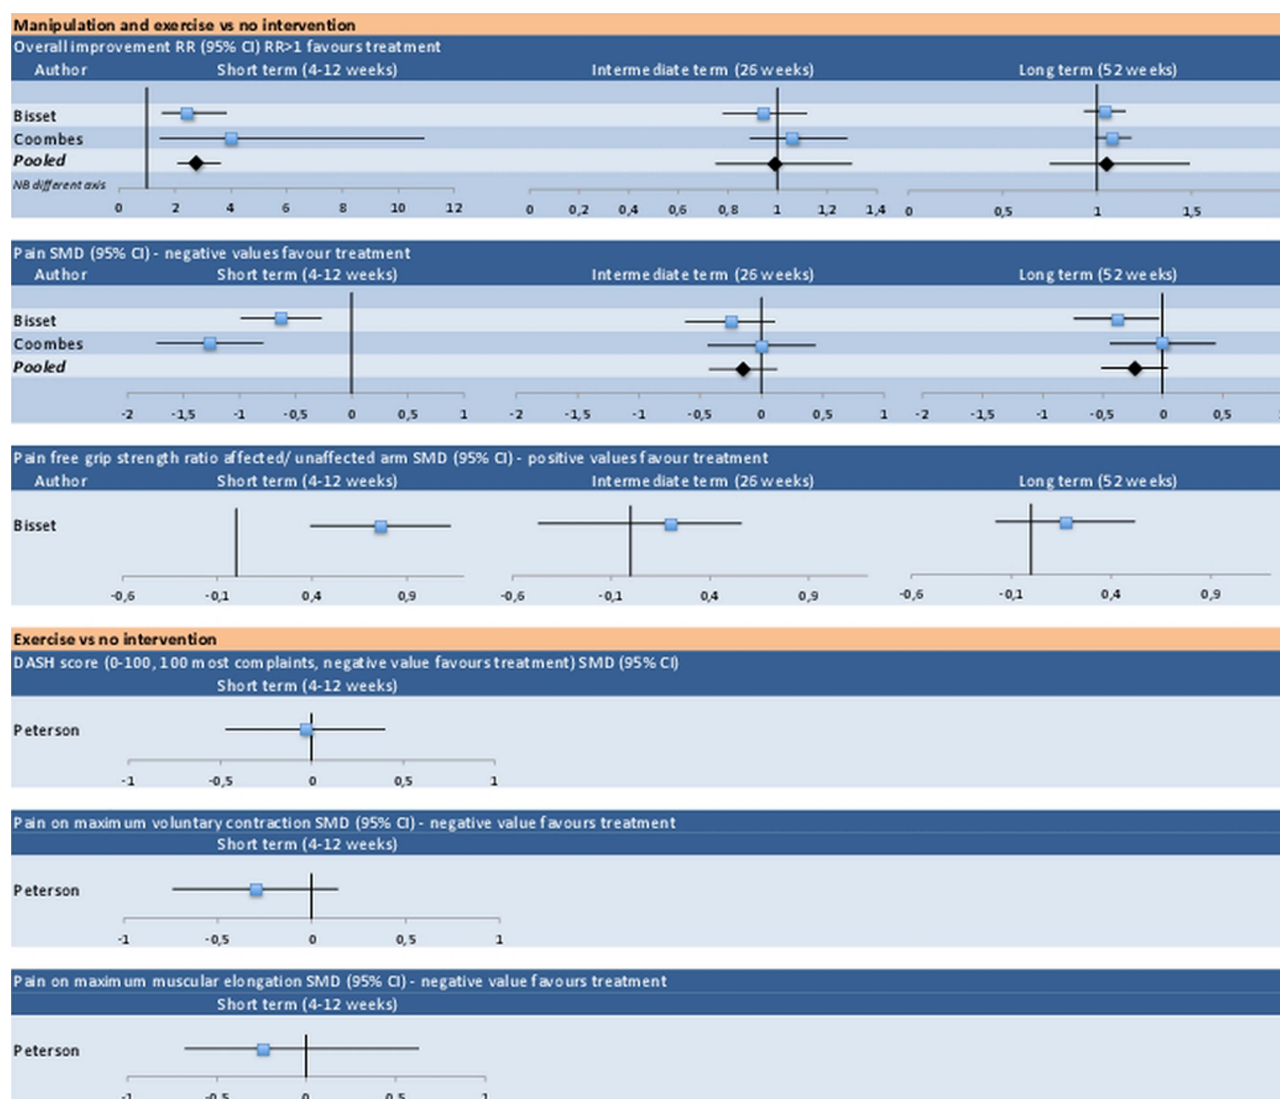 Manipulation and exercise vs no intervention
Overall improvement RR (95% CI) RR>1 favours treatment
Author Short term (4-12 weeks) Intermediate term (26 weeks) Long term (52 weeks)
Bisset
Coombes
Pooled
NB different axis
0 2 4 6 8 10 12 0 0,2 0,4 0,6 0,8 1 1,2 1,4 0 0,5 1 1,5
Pain SMD (95% CI) - negative values favour treatment
Author Short term (4-12 weeks) Intermediate term (26 weeks) Long term (52 weeks)
Bisset
Coombes
Pooled
-2 -1,5 -1 -0,5 0 0,5 1 -2 -1,5 -1 -0,5 0 0,5 1 -2 -1,5 -1 -0,5 0 0,5
Pain free grip strength ratio affected/ unaffected arm SMD (95% CI) - positive values favour treatment
Author Short term (4-12 weeks) Intermediate term (26 weeks) Long term (52 weeks)
Bisset
-0,6 -0,1 0,4 0,9 -0,6 -0,1 0,4 0,9 -0,6 -0,1 0,4 0,9
Exercise vs no intervention
DASH score (0-100, 100 most complaints, negative value favours treatment) SMD (95% CI)
Short term (4-12 weeks)
Peterson
-1 -0,5 0 0,5 1
Pain on maximum voluntary contraction SMD (95% CI) - negative value favours treatment
Short term (4-12 weeks)
Peterson
-1 -0,5 0 0,5 1
Pain on maximum muscular elongation SMD (95% CI) - negative value favours treatment
Short term (4-12 weeks)
Peterson
-1 -0,5 0 0,5 1